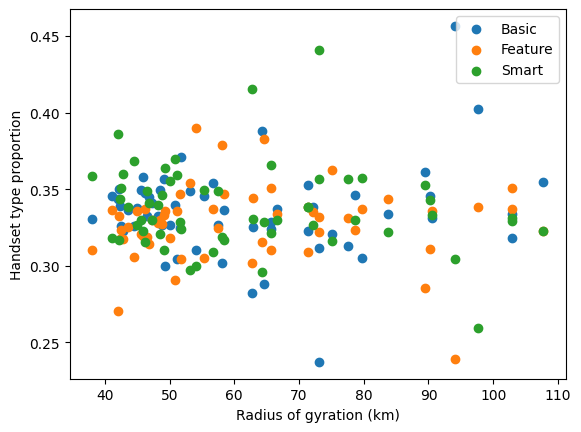 Basic
Feature
Smart
0.45
0.40
0.35
0.30
0.25
Handset type proportion
40 50 60 70 80 90 100 110
Radius of gyration (km)